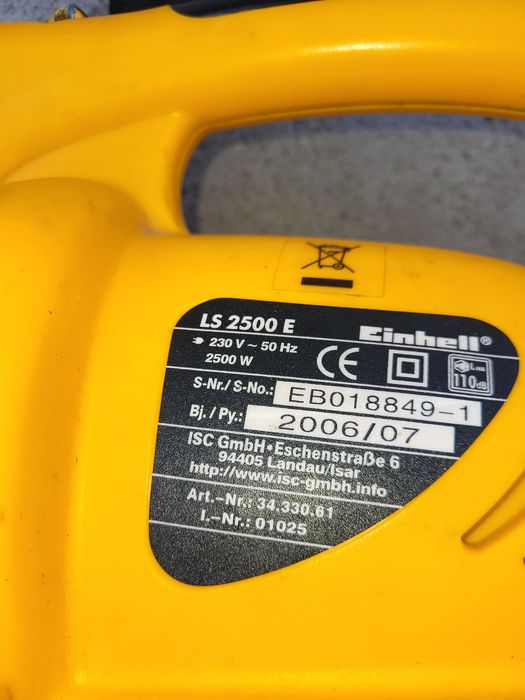 LS 2500 E
Einhell®
230 V ~ 50 Hz
2500 W
CE
LWA
110dB
S-Nr./S-No.: EB018849-1
Bj./Py.: 2006/07
ISC GmbH•Eschenstraße 6
94405 Landau/Isar
http://www.isc-gmbh.info
Art.-Nr.: 34.330.61
I.-Nr.: 01025